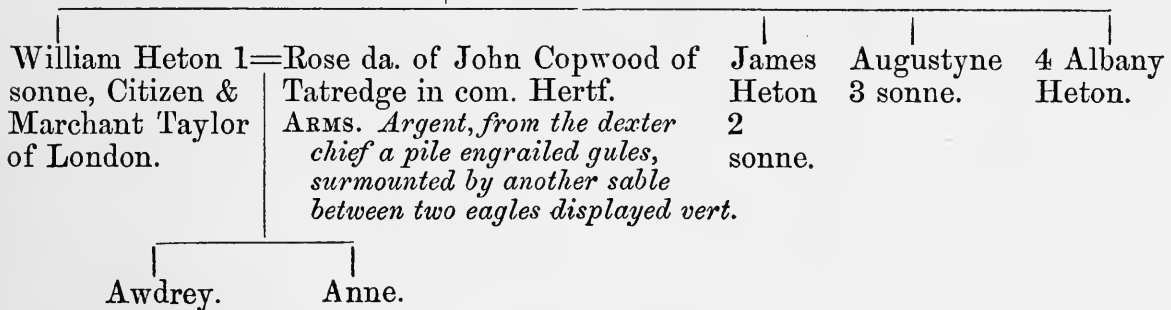 William Heton 1=Rose da. of John Copwood of
sonne, Citizen & Tatredge in com. Hertf.
Marchant Taylor ARMS. Argent, from the dexter
of London. chief a pile engrailed gules,
surmounted by another sable
between two eagles displayed vert.
James
Heton
2
sonne.
Augustyne
3 sonne.
4 Albany
Heton.
Awdrey. Anne.